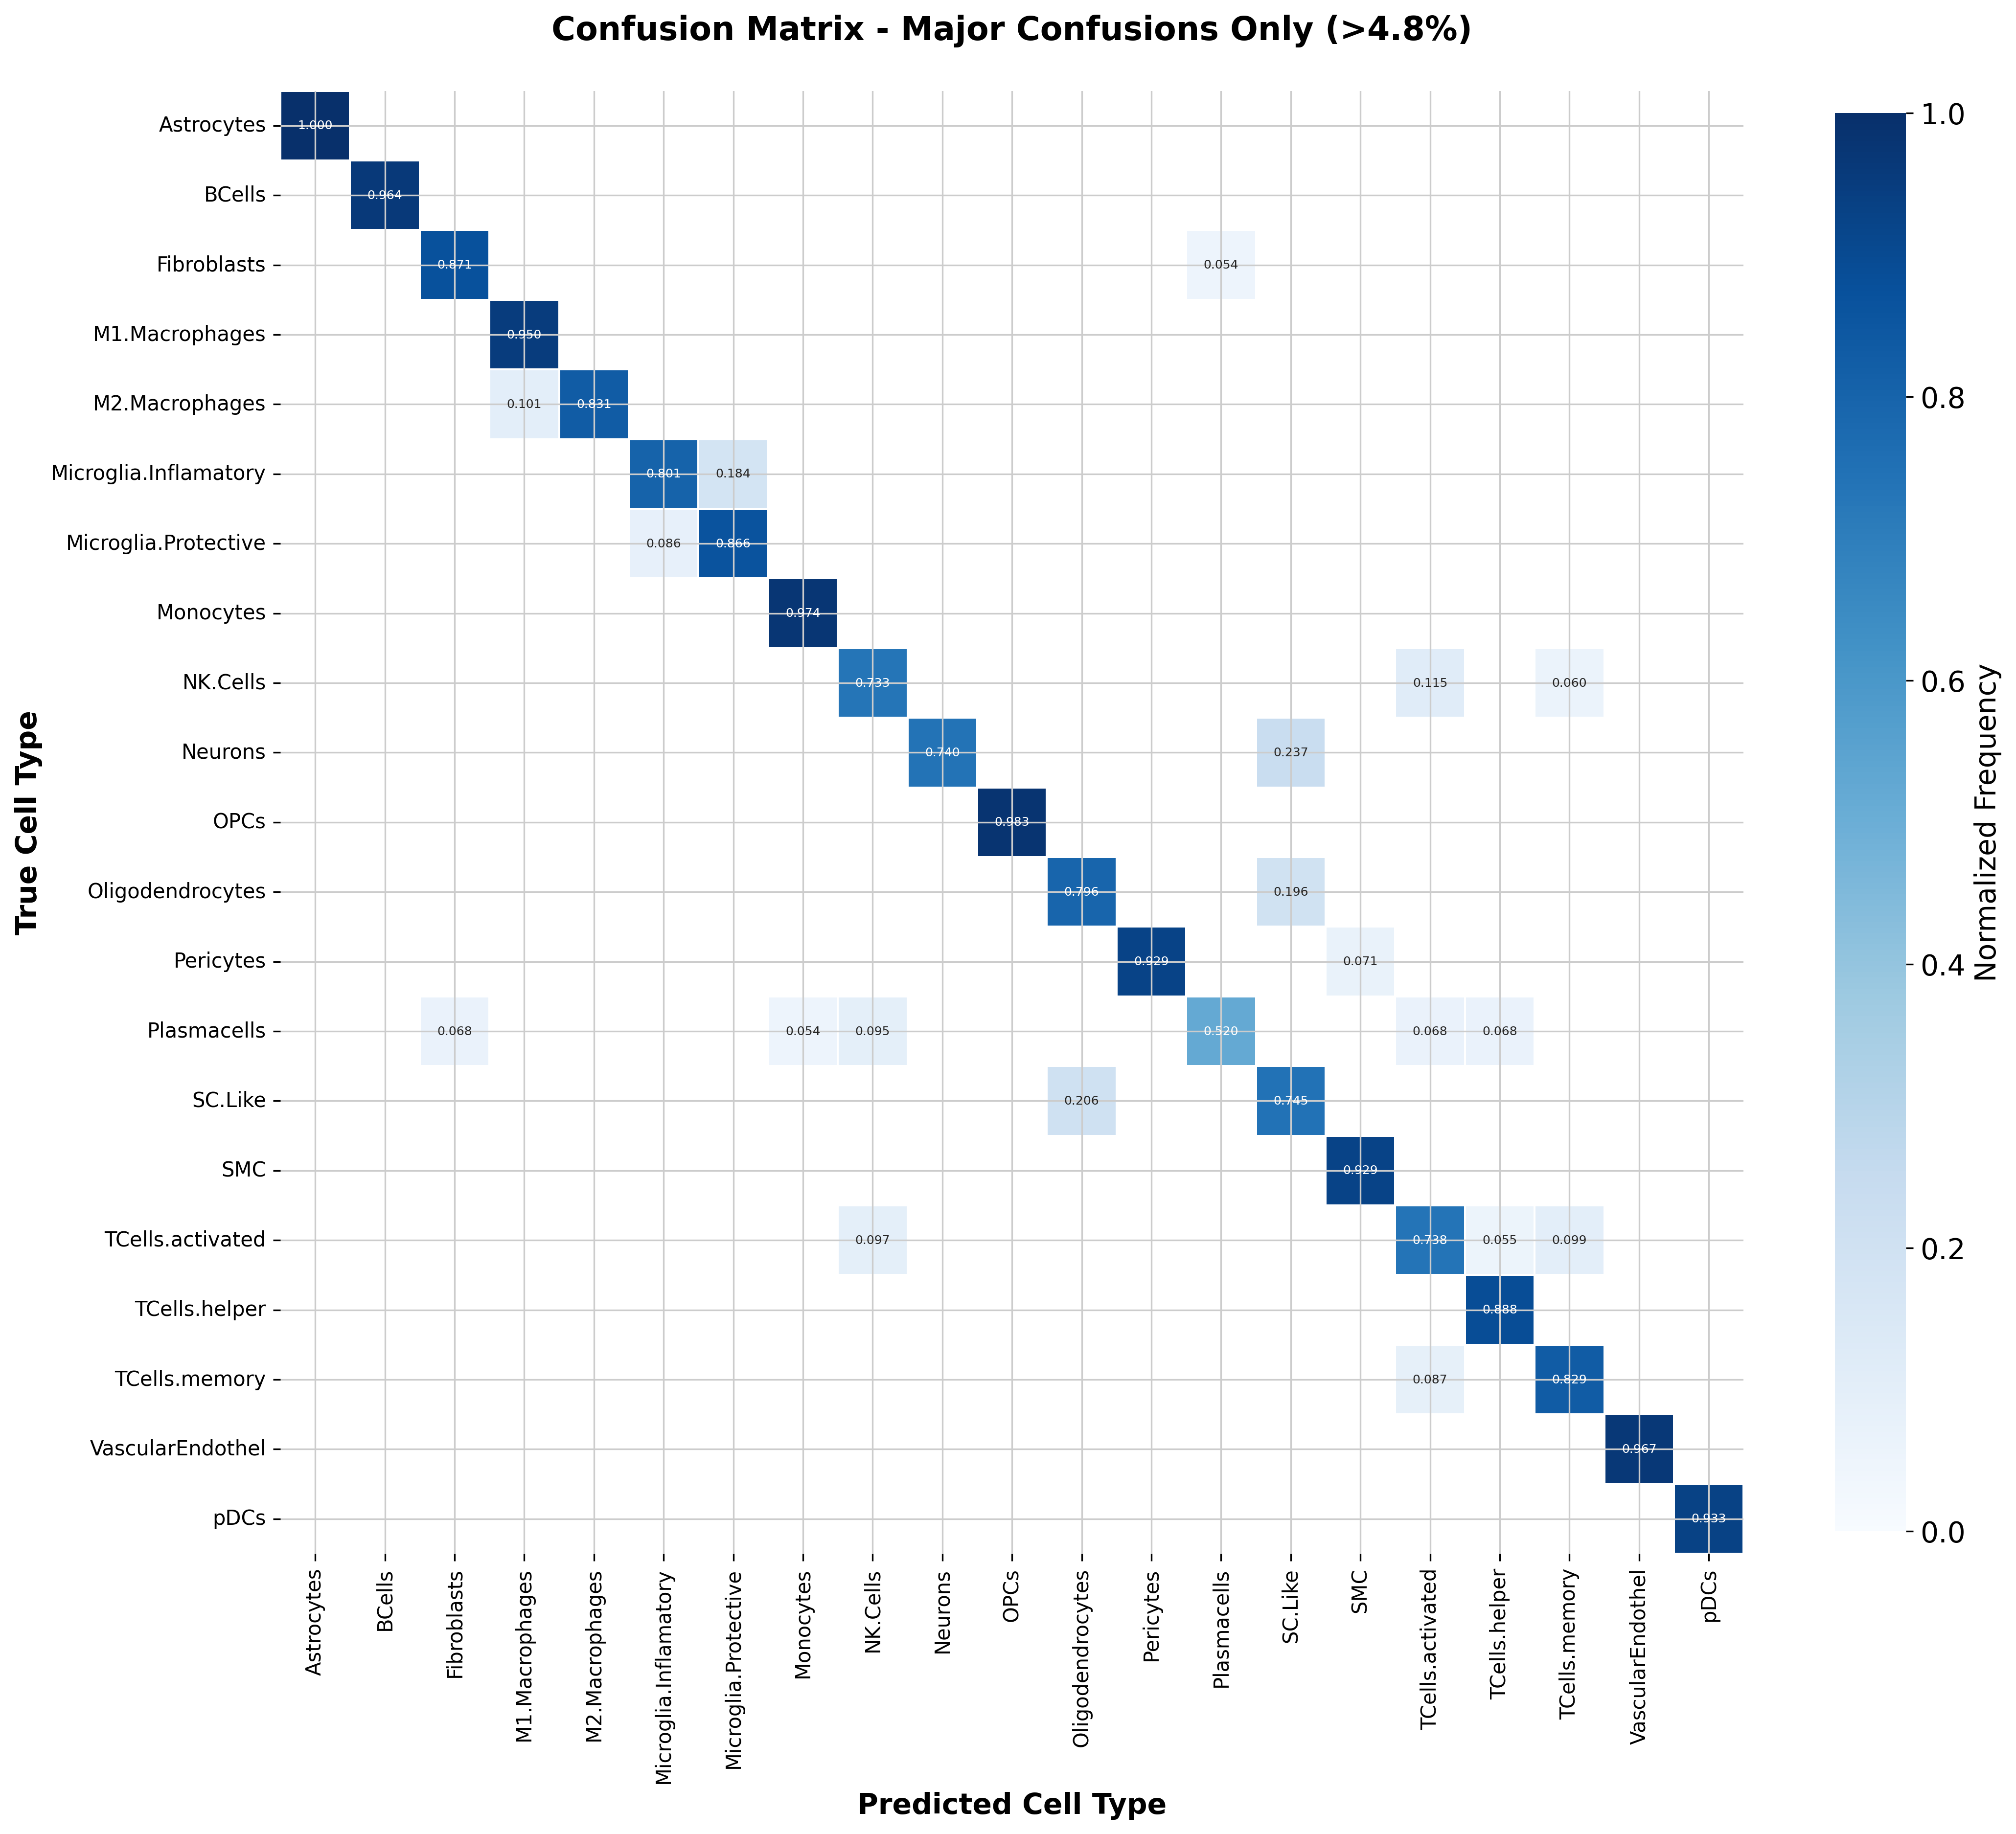 Confusion Matrix - Major Confusions Only (>4.8%)
True Cell Type
Astrocytes 1.000
BCells 0.964
Fibroblasts 0.871 0.054
M1.Macrophages 0.950
M2.Macrophages 0.101 0.831
Microglia.Inflamatory 0.801 0.184
Microglia.Protective 0.086 0.866
Monocytes 0.974
NK.Cells 0.733 0.115 0.060
Neurons 0.740 0.237
OPCs 0.983
Oligodendrocytes 0.796 0.196
Pericytes 0.929 0.071
Plasmacells 0.068 0.054 0.095 0.520 0.068 0.068
SC.Like 0.206 0.745
SMC 0.929
TCells.activated 0.097 0.738 0.055 0.099
TCells.helper 0.888
TCells.memory 0.087 0.829
VascularEndothel 0.967
pDCs 0.933
Astrocytes
BCells
Fibroblasts
M1.Macrophages
M2.Macrophages
Microglia.Inflamatory
Microglia.Protective
Monocytes
NK.Cells
Neurons
OPCs
Oligodendrocytes
Pericytes
Plasmacells
SC.Like
SMC
TCells.activated
TCells.helper
TCells.memory
VascularEndothel
pDCs
Predicted Cell Type
1.0
0.8
0.6
0.4
0.2
0.0
Normalized Frequency